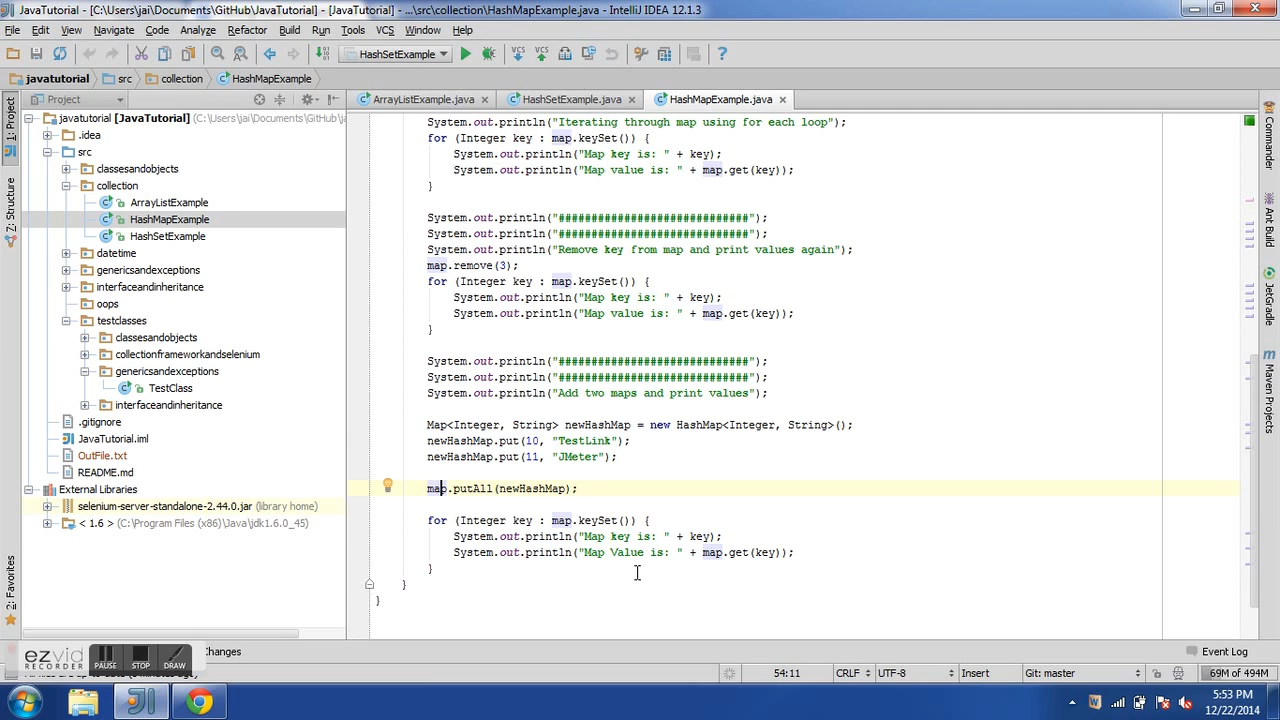 JavaTutorial - [C:\Users\jai\Documents\GitHub\JavaTutorial] - [JavaTutorial] - ...\src\collection\HashMapExample.java - IntelliJ IDEA 12.1.3
File Edit View Navigate Code Analyze Refactor Build Run Tools VCS Window Help
HashSetExample
javatutorial src collection HashMapExample
Project
ArrayListExample.java HashSetExample.java HashMapExample.java
javatutorial [JavaTutorial] (C:\Users\jai\Documents\GitHub\ja
.idea
src
classesandobjects
collection
ArrayListExample
HashMapExample
HashSetExample
datetime
genericsandexceptions
interfaceandinheritance
oops
testclasses
classesandobjects
collectionframeworkandselenium
genericsandexceptions
TestClass
interfaceandinheritance
.gitignore
JavaTutorial.iml
OutFile.txt
README.md
External Libraries
selenium-server-standalone-2.44.0.jar (library home)
< 1.6 > (C:\Program Files (x86)\Java\jdk1.6.0_45)
1: Project
7: Structure
2: Favorites
System.out.println("Iterating through map using for each loop");
for (Integer key : map.keySet()) {
System.out.println("Map key is: " + key);
System.out.println("Map value is: " + map.get(key));
}
System.out.println("##############################");
System.out.println("##############################");
System.out.println("Remove key from map and print values again");
map.remove(3);
for (Integer key : map.keySet()) {
System.out.println("Map key is: " + key);
System.out.println("Map value is: " + map.get(key));
}
System.out.println("##############################");
System.out.println("##############################");
System.out.println("Add two maps and print values");
Map<Integer, String> newHashMap = new HashMap<Integer, String>();
newHashMap.put(10, "TestLink");
newHashMap.put(11, "JMeter");
map.putAll(newHashMap);
for (Integer key : map.keySet()) {
System.out.println("Map key is: " + key);
System.out.println("Map Value is: " + map.get(key));
}
}
}
Commander
Ant Build
JetGradle
Maven Projects
ezvid
RECORDER
PAUSE STOP DRAW
Changes
Event Log
54:11 CRLF UTF-8 Insert Git: master 69M of 494M
5:53 PM
12/22/2014